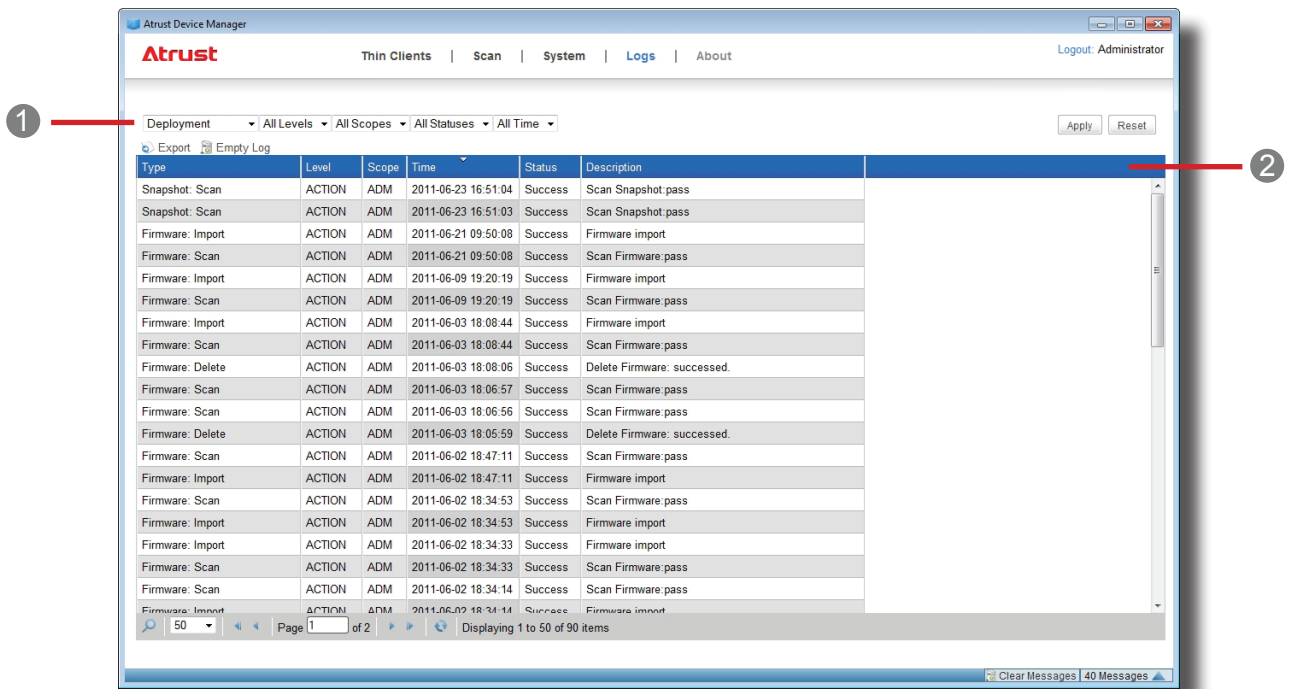 Atrust Device Manager
Atrust Thin Clients | Scan | System | Logs | About Logout: Administrator
1
Deployment All Levels All Scopes All Statuses All Time Apply Reset
Export Empty Log
Type Level Scope Time Status Description
2
Snapshot: Scan ACTION ADM 2011-06-23 16:51:04 Success Scan Snapshot:pass
Snapshot: Scan ACTION ADM 2011-06-23 16:51:03 Success Scan Snapshot:pass
Firmware: Import ACTION ADM 2011-06-21 09:50:08 Success Firmware import
Firmware: Scan ACTION ADM 2011-06-21 09:50:08 Success Scan Firmware:pass
Firmware: Import ACTION ADM 2011-06-09 19:20:19 Success Firmware import
Firmware: Scan ACTION ADM 2011-06-09 19:20:19 Success Scan Firmware:pass
Firmware: Import ACTION ADM 2011-06-03 18:08:44 Success Firmware import
Firmware: Scan ACTION ADM 2011-06-03 18:08:44 Success Scan Firmware:pass
Firmware: Delete ACTION ADM 2011-06-03 18:08:06 Success Delete Firmware: successed.
Firmware: Scan ACTION ADM 2011-06-03 18:06:57 Success Scan Firmware:pass
Firmware: Scan ACTION ADM 2011-06-03 18:06:56 Success Scan Firmware:pass
Firmware: Delete ACTION ADM 2011-06-03 18:05:59 Success Delete Firmware: successed.
Firmware: Scan ACTION ADM 2011-06-02 18:47:11 Success Scan Firmware:pass
Firmware: Import ACTION ADM 2011-06-02 18:47:11 Success Firmware import
Firmware: Scan ACTION ADM 2011-06-02 18:34:53 Success Scan Firmware:pass
Firmware: Import ACTION ADM 2011-06-02 18:34:53 Success Firmware import
Firmware: Import ACTION ADM 2011-06-02 18:34:33 Success Firmware import
Firmware: Scan ACTION ADM 2011-06-02 18:34:33 Success Scan Firmware:pass
Firmware: Scan ACTION ADM 2011-06-02 18:34:14 Success Scan Firmware:pass
Firmware: Import ACTION ADM 2011-06-02 18:34:14 Success Firmware import
50 Page 1 of 2 Displaying 1 to 50 of 90 items
Clear Messages 40 Messages